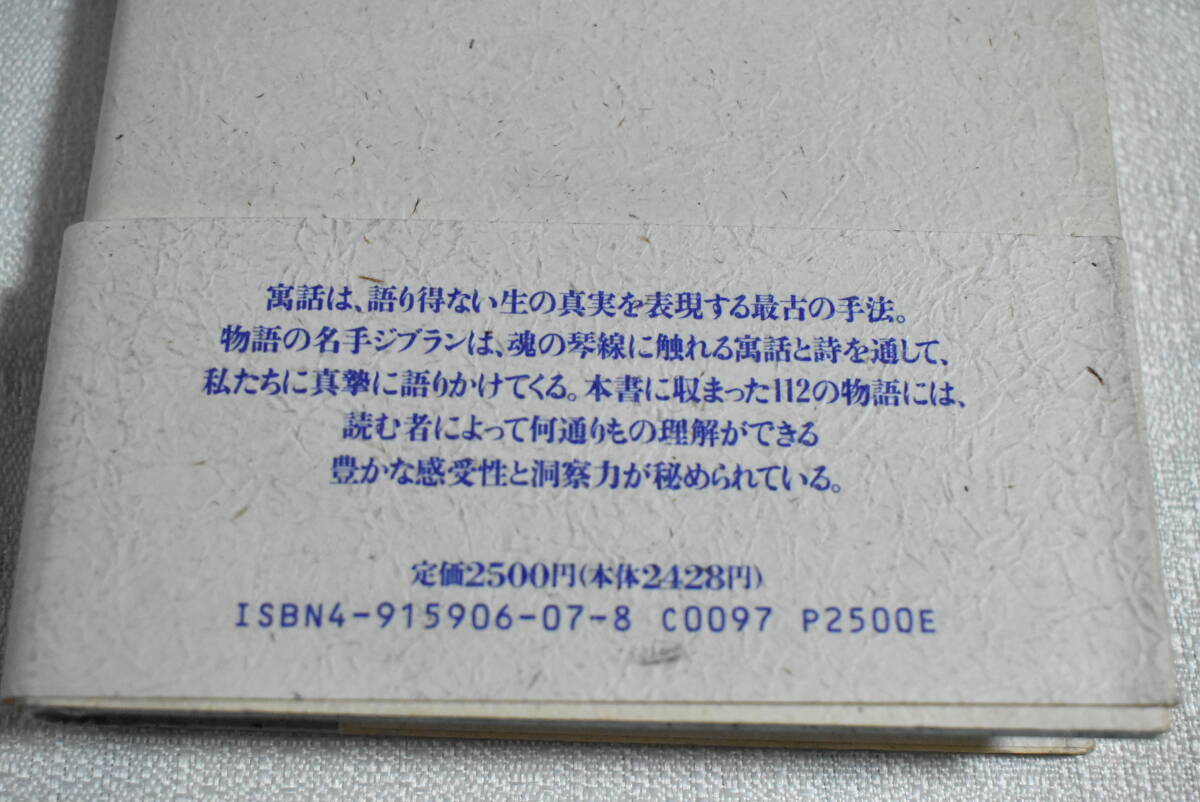 寓話は、語り得ない生の真実を表現する最古の手法。
物語の名手ジブランは、魂の琴線に触れる寓話と詩を通して、
私たちに真摯に語りかけてくる。本書に収まった112の物語には、
読む者によって何通りもの理解ができる
豊かな感受性と洞察力が秘められている。
定価2500円(本体2428円)
ISBN4-915906-07-8 C0097 P2500E